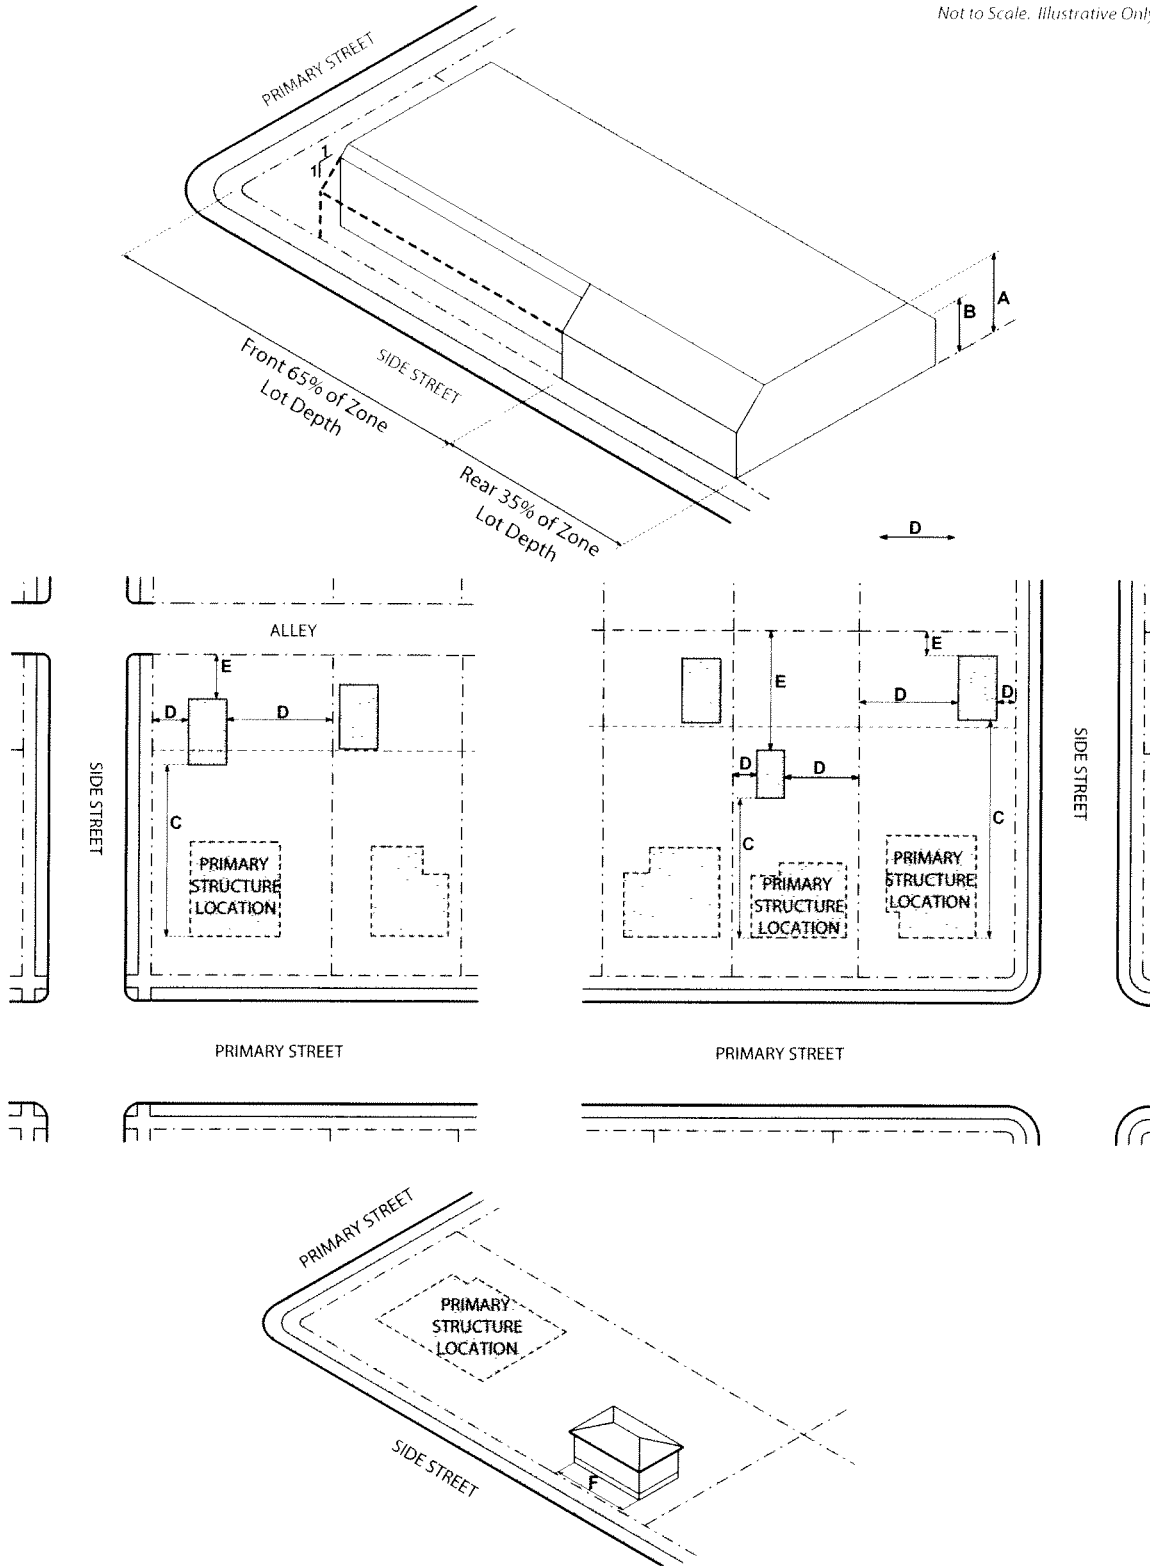 Not to Scale. Illustrative Only
PRIMARY STREET
1
1
A
B
Front 65% of Zone
Lot Depth
SIDE STREET
Rear 35% of Zone
Lot Depth
D
ALLEY
E
D
D
C
SIDE STREET
PRIMARY
STRUCTURE
LOCATION
PRIMARY STREET
E
E
D
D
D
D
C
C
SIDE STREET
PRIMARY
STRUCTURE
LOCATION
PRIMARY
STRUCTURE
LOCATION
PRIMARY STREET
PRIMARY STREET
PRIMARY
STRUCTURE
LOCATION
SIDE STREET
F